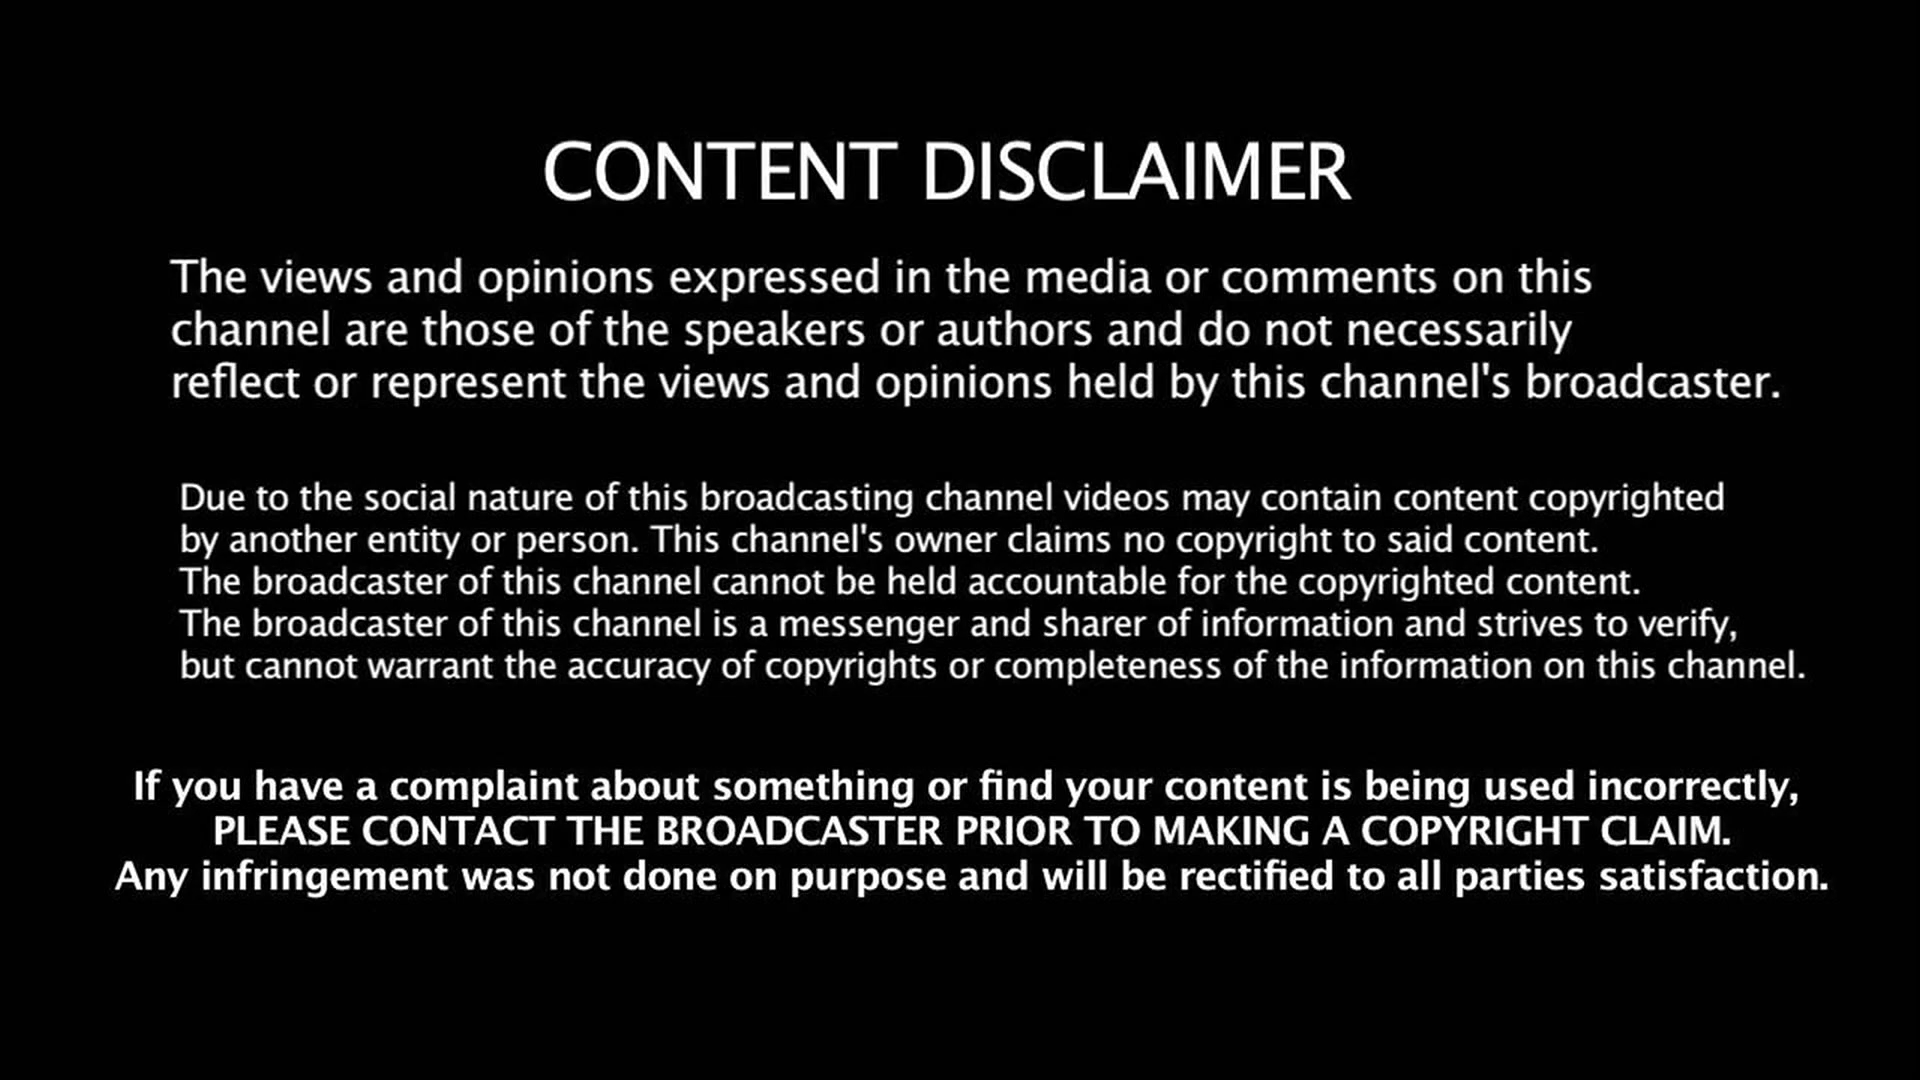 CONTENT DISCLAIMER
The views and opinions expressed in the media or comments on this
channel are those of the speakers or authors and do not necessarily
reflect or represent the views and opinions held by this channel's broadcaster.
Due to the social nature of this broadcasting channel videos may contain content copyrighted
by another entity or person. This channel's owner claims no copyright to said content.
The broadcaster of this channel cannot be held accountable for the copyrighted content.
The broadcaster of this channel is a messenger and sharer of information and strives to verify,
but cannot warrant the accuracy of copyrights or completeness of the information on this channel.
If you have a complaint about something or find your content is being used incorrectly,
PLEASE CONTACT THE BROADCASTER PRIOR TO MAKING A COPYRIGHT CLAIM.
Any infringement was not done on purpose and will be rectified to all parties satisfaction.